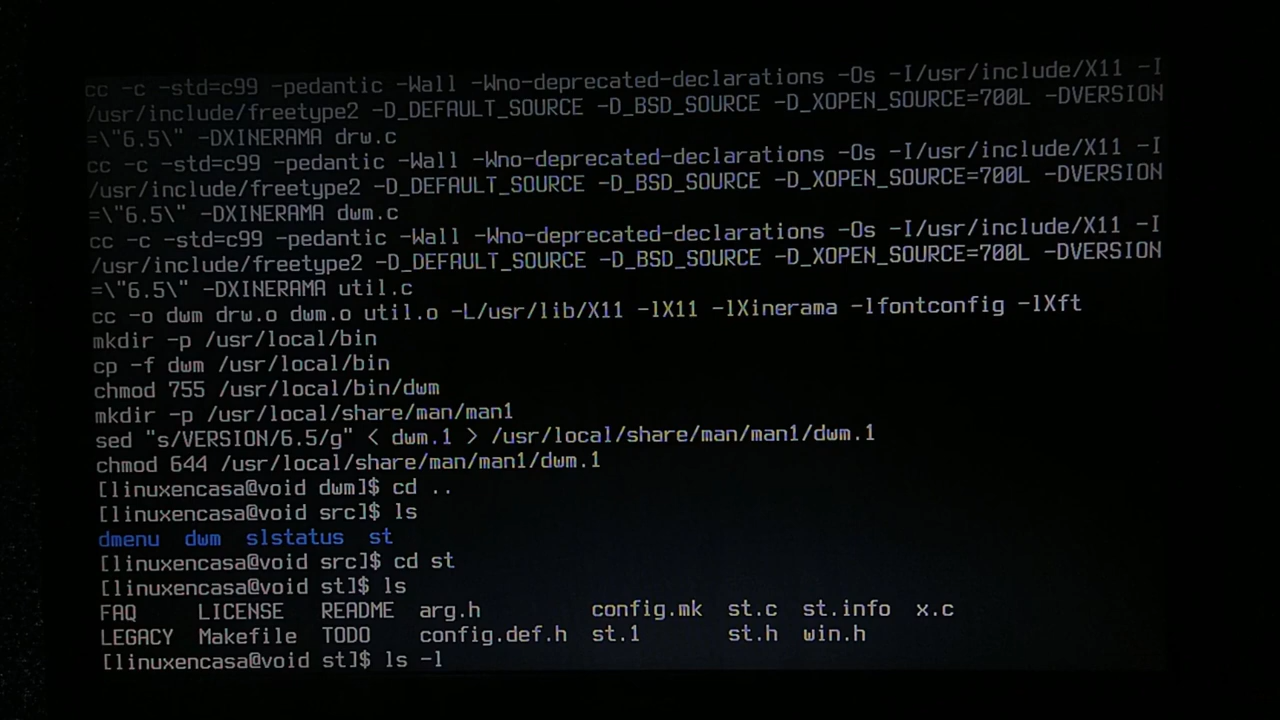 cc -c -std=c99 -pedantic -Wall -Wno-deprecated-declarations -Os -I/usr/include/X11 -I
/usr/include/freetype2 -D_DEFAULT_SOURCE -D_BSD_SOURCE -D_XOPEN_SOURCE=700L -DVERSION
=\"6.5\" -DXINERAMA drw.c
cc -c -std=c99 -pedantic -Wall -Wno-deprecated-declarations -Os -I/usr/include/X11 -I
/usr/include/freetype2 -D_DEFAULT_SOURCE -D_BSD_SOURCE -D_XOPEN_SOURCE=700L -DVERSION
=\"6.5\" -DXINERAMA dwm.c
cc -c -std=c99 -pedantic -Wall -Wno-deprecated-declarations -Os -I/usr/include/X11 -I
/usr/include/freetype2 -D_DEFAULT_SOURCE -D_BSD_SOURCE -D_XOPEN_SOURCE=700L -DVERSION
=\"6.5\" -DXINERAMA util.c
cc -o dwm drw.o dwm.o util.o -L/usr/lib/X11 -lX11 -lXinerama -lfontconfig -lXft
mkdir -p /usr/local/bin
cp -f dwm /usr/local/bin
chmod 755 /usr/local/bin/dwm
mkdir -p /usr/local/share/man/man1
sed "s/VERSION/6.5/g" < dwm.1 > /usr/local/share/man/man1/dwm.1
chmod 644 /usr/local/share/man/man1/dwm.1
[linuxencasa@void dwm]$ cd ..
[linuxencasa@void src]$ ls
dmenu dwm slstatus st
[linuxencasa@void src]$ cd st
[linuxencasa@void st]$ ls
FAQ LICENSE README arg.h config.mk st.c st.info x.c
LEGACY Makefile TODO config.def.h st.1 st.h win.h
[linuxencasa@void st]$ ls -l